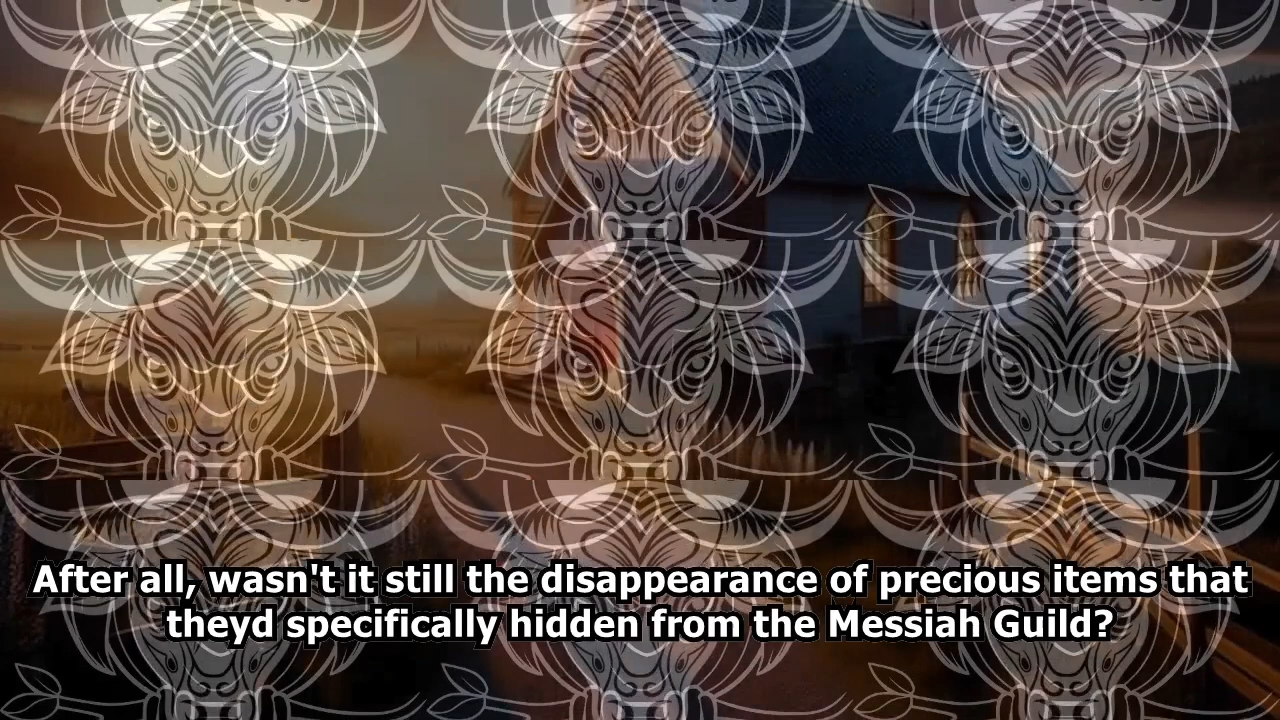 After all, wasn't it still the disappearance of precious items that
theyd specifically hidden from the Messiah Guild?